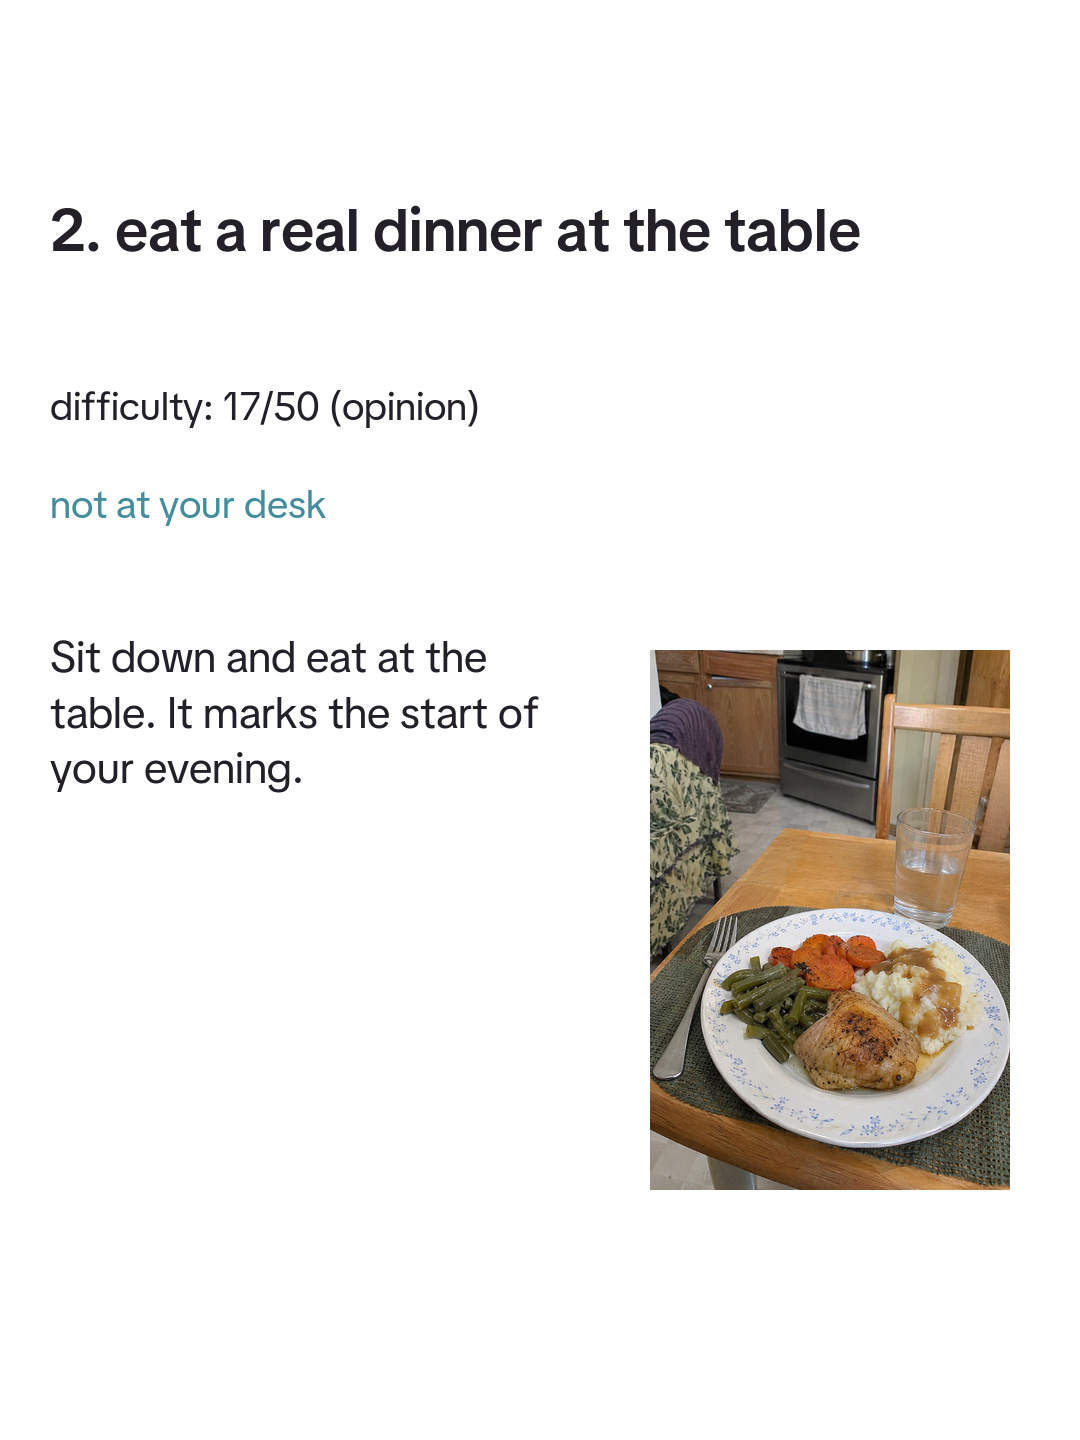 2. eat a real dinner at the table
difficulty: 17/50 (opinion)
not at your desk
Sit down and eat at the
table. It marks the start of
your evening.